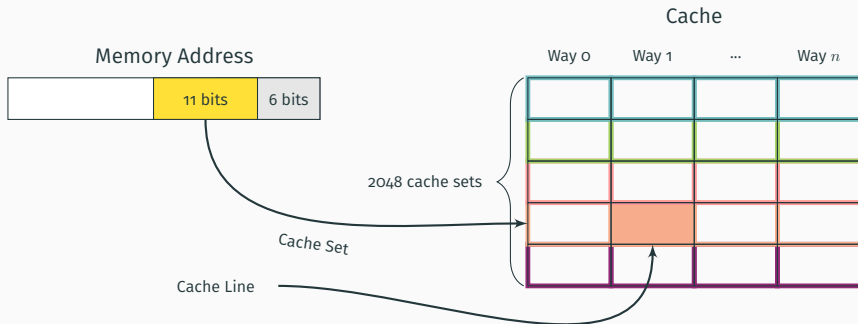 Cache
Memory Address
Way 0 Way 1 ... Way n
11 bits 6 bits
2048 cache sets
Cache Set
Cache Line